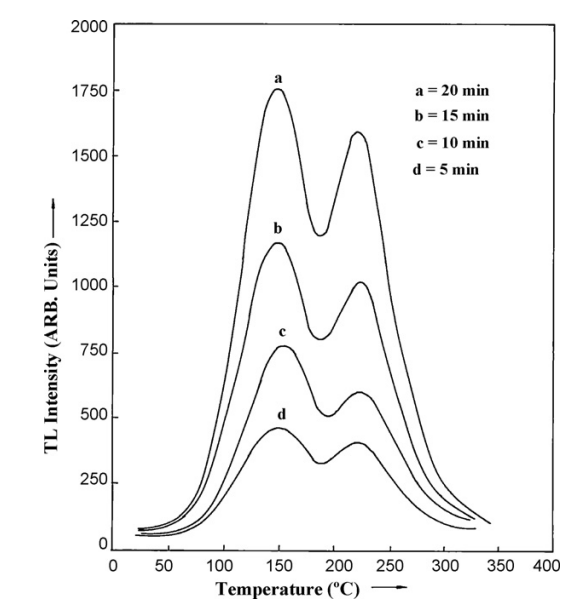 2000
1750
1500
1250
1000
750
500
250
0
TL Intensity (ARB. Units)
a
b
c
d
a = 20 min
b = 15 min
c = 10 min
d = 5 min
0 50 100 150 200 250 300 350 400
Temperature (ºC)